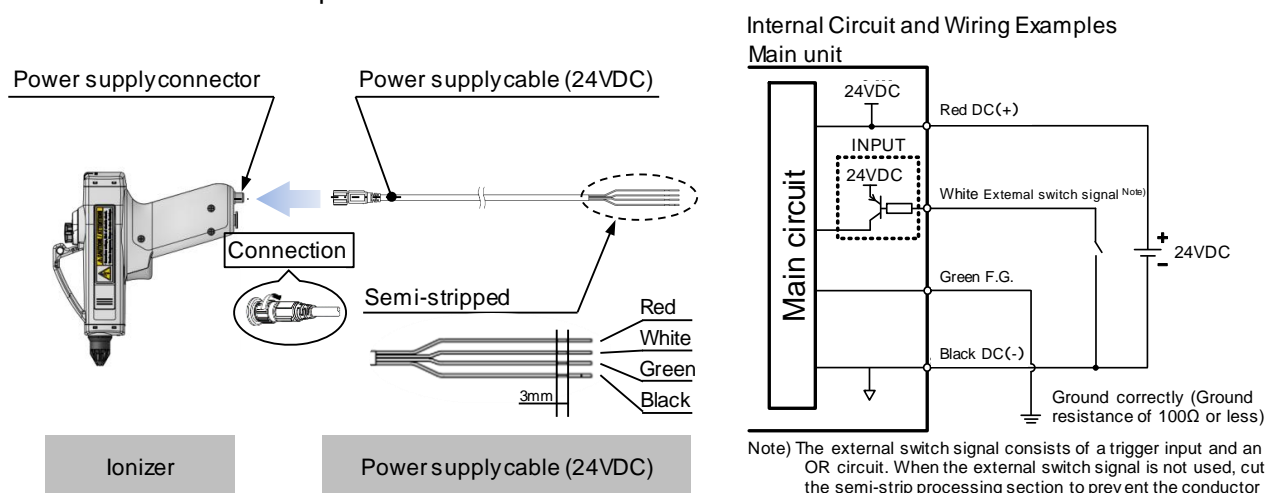 Power supply connector
Power supply cable (24VDC)
Connection
Semi-stripped
Red
White
Green
Black
3mm
Ionizer
Power supply cable (24VDC)
Internal Circuit and Wiring Examples
Main unit
24VDC
Red DC(+)
INPUT
24VDC
White External switch signal Note)
Main circuit
+
24VDC
-
Green F.G.
Black DC(-)
Ground correctly (Ground
resistance of 100Ω or less)
Note) The external switch signal consists of a trigger input and an
OR circuit. When the external switch signal is not used, cut
the semi-strip processing section to prevent the conductor